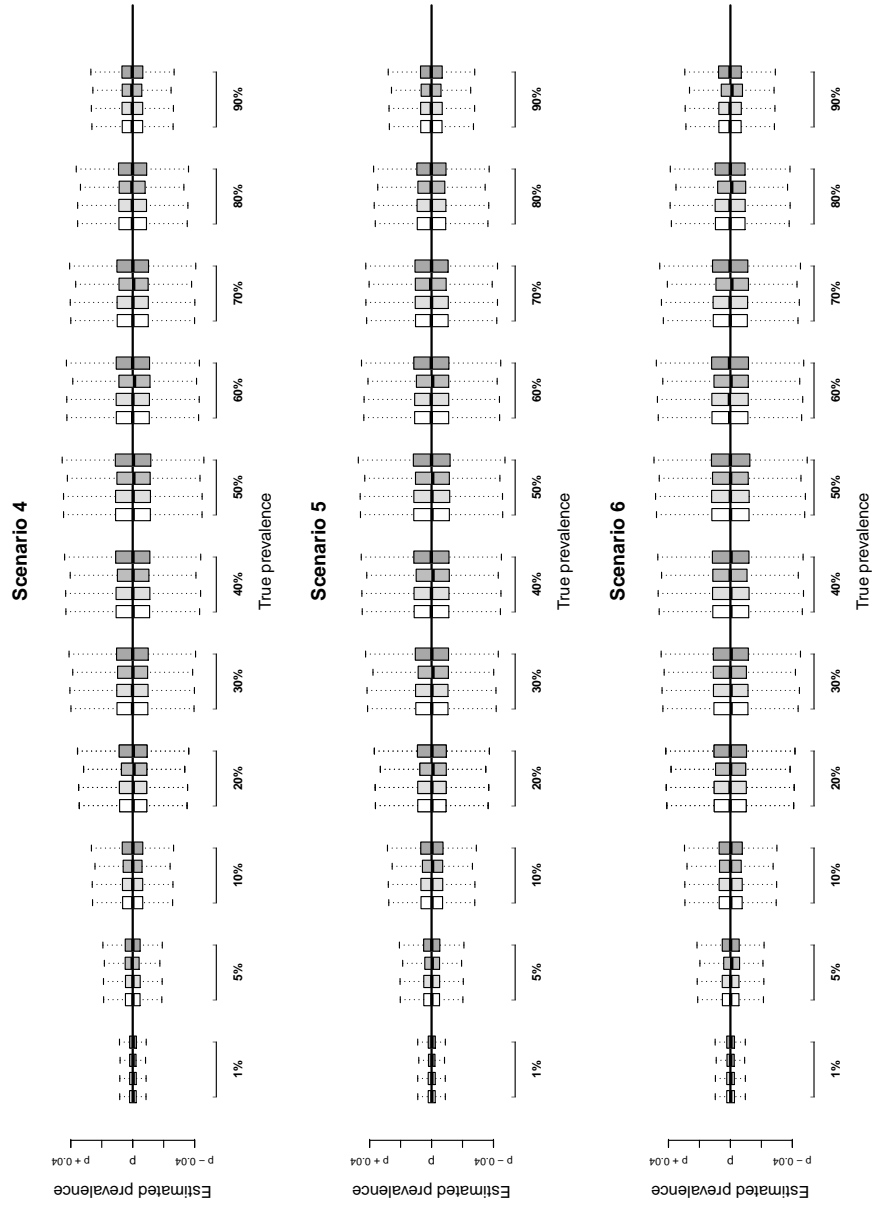 Scenario 4
Estimated prevalence
p + 0.04
p
p − 0.04
1%
5%
10%
20%
30%
40%
50%
60%
70%
80%
90%
True prevalence
Scenario 5
Estimated prevalence
p + 0.04
p
p − 0.04
1%
5%
10%
20%
30%
40%
50%
60%
70%
80%
90%
True prevalence
Scenario 6
Estimated prevalence
p + 0.04
p
p − 0.04
1%
5%
10%
20%
30%
40%
50%
60%
70%
80%
90%
True prevalence